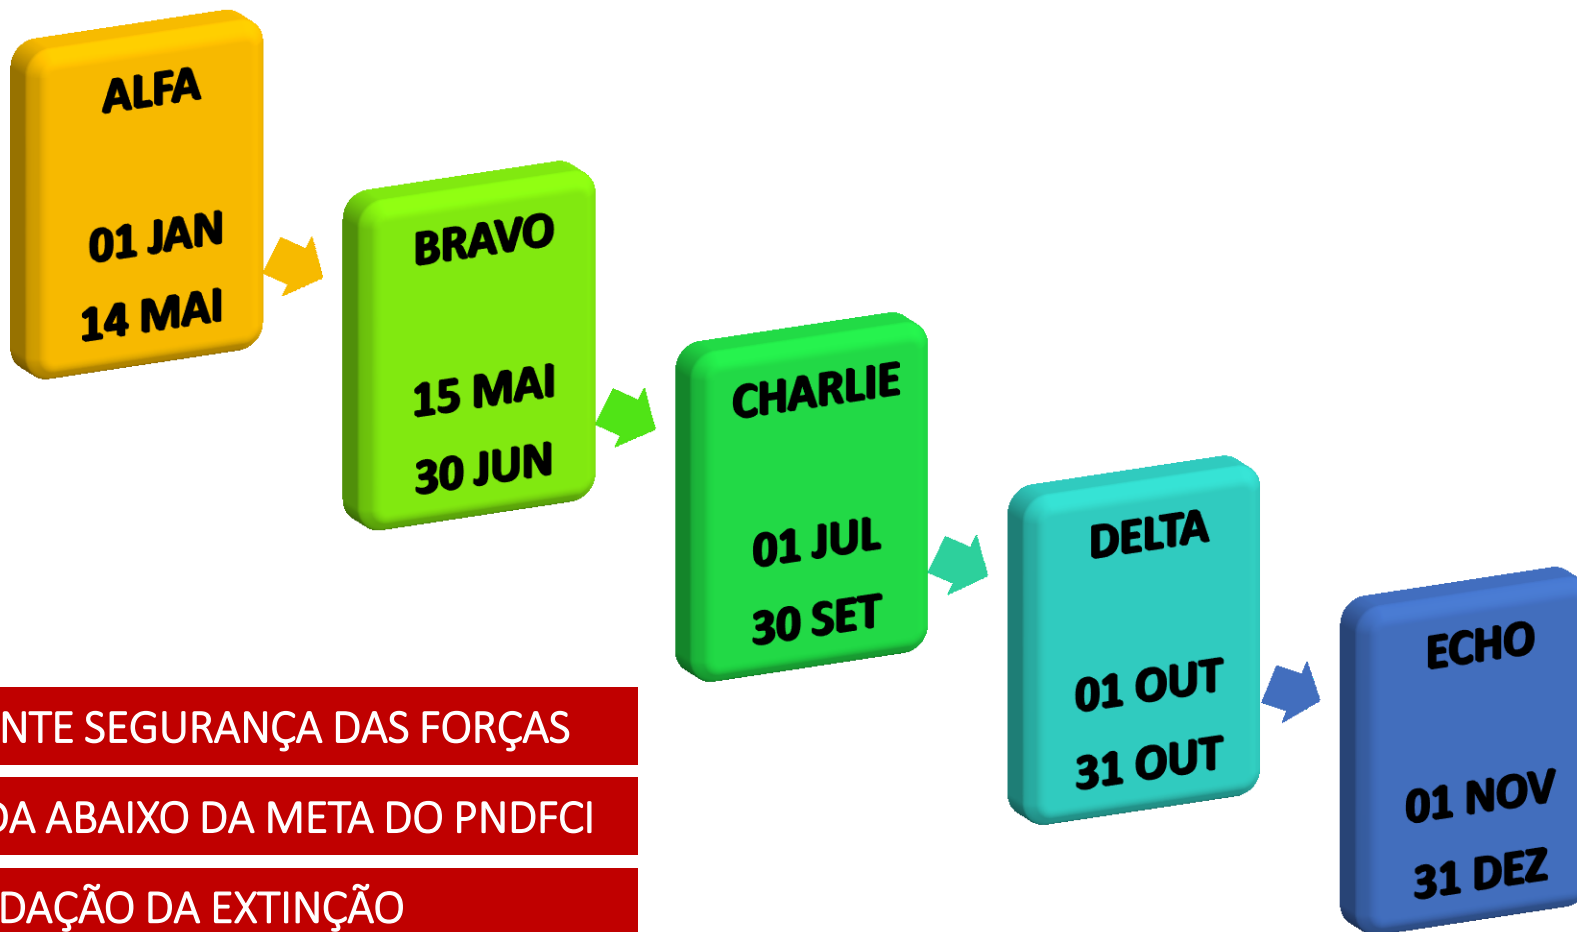 ALFA
01 JAN
14 MAI
BRAVO
15 MAI
30 JUN
CHARLIE
01 JUL
30 SET
DELTA
01 OUT
31 OUT
ECHO
01 NOV
31 DEZ
NTE SEGURANÇA DAS FORÇAS
DA ABAIXO DA META DO PNDFCI
DAÇÃO DA EXTINÇÃO